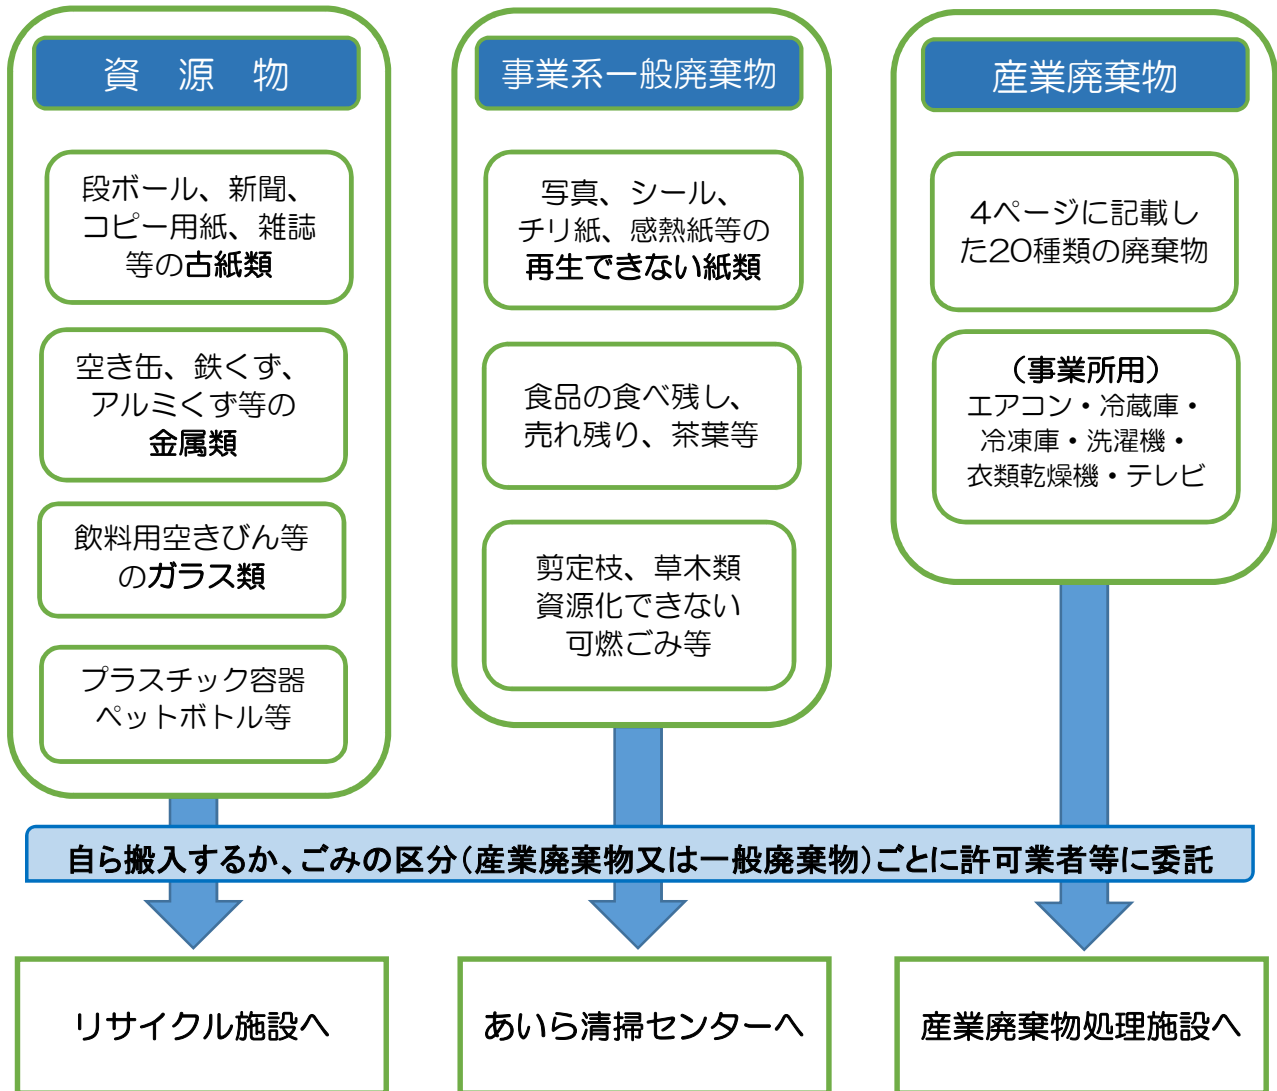 資 源 物
段ボール、新聞、
コピー用紙、雑誌
等の古紙類
空き缶、鉄くず、
アルミくず等の
金属類
飲料用空きびん等
のガラス類
プラスチック容器
ペットボトル等
事業系一般廃棄物
写真、シール、
チリ紙、感熱紙等の
再生できない紙類
食品の食べ残し、
売れ残り、茶葉等
剪定枝、草木類
資源化できない
可燃ごみ等
産業廃棄物
4ページに記載し
た20種類の廃棄物
（事業所用）
エアコン・冷蔵庫・
冷凍庫・洗濯機・
衣類乾燥機・テレビ
自ら搬入するか、ごみの区分（産業廃棄物又は一般廃棄物）ごとに許可業者等に委託
リサイクル施設へ
あいら清掃センターへ
産業廃棄物処理施設へ